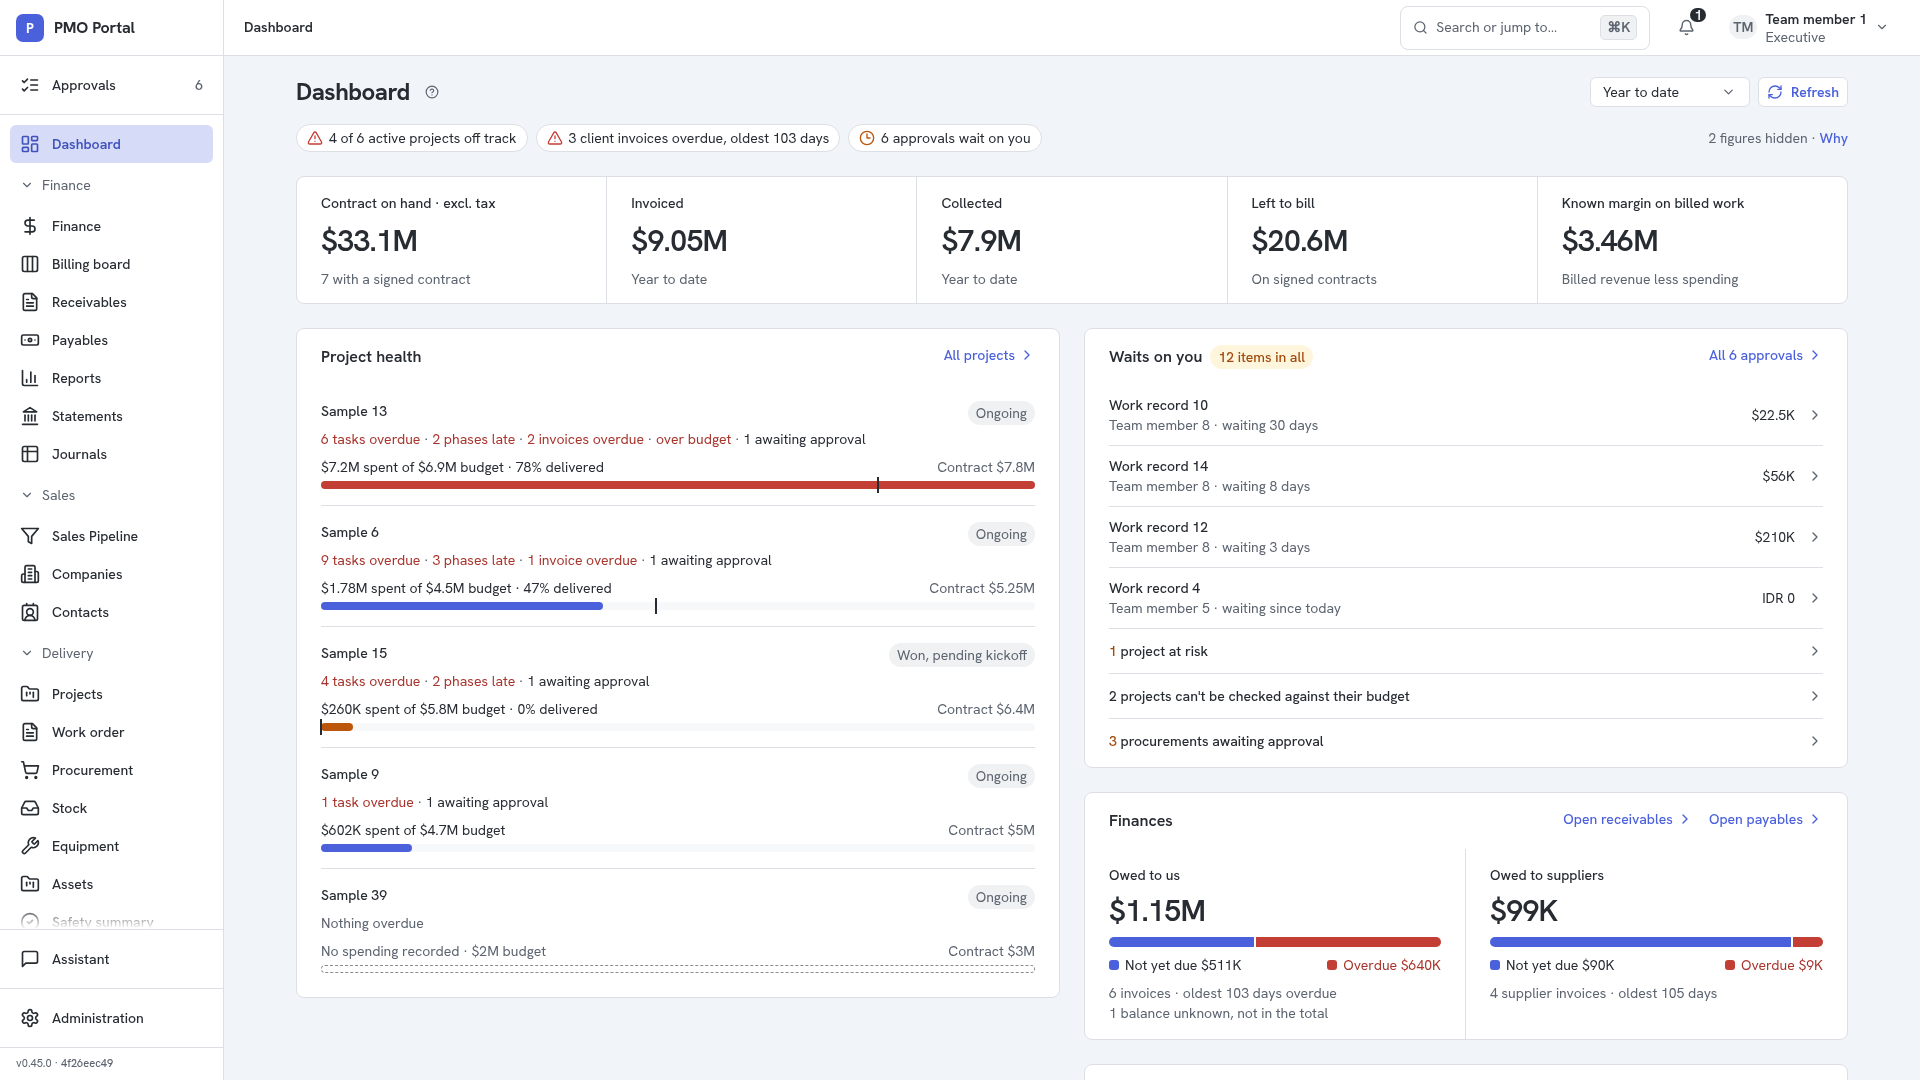 P PMO Portal
Dashboard
Search or jump to... ⌘K
1
TM
Team member 1
Executive
Approvals 6
Dashboard
Finance
Finance
Billing board
Receivables
Payables
Reports
Statements
Journals
Sales
Sales Pipeline
Companies
Contacts
Delivery
Projects
Work order
Procurement
Stock
Equipment
Assets
Safety summary
Assistant
Administration
v0.45.0 · 4f26eec49
Dashboard
Year to date
Refresh
4 of 6 active projects off track
3 client invoices overdue, oldest 103 days
6 approvals wait on you
2 figures hidden · Why
Contract on hand · excl. tax
$33.1M
7 with a signed contract
Invoiced
$9.05M
Year to date
Collected
$7.9M
Year to date
Left to bill
$20.6M
On signed contracts
Known margin on billed work
$3.46M
Billed revenue less spending
Project health
All projects
Sample 13
Ongoing
6 tasks overdue · 2 phases late · 2 invoices overdue · over budget · 1 awaiting approval
$7.2M spent of $6.9M budget · 78% delivered
Contract $7.8M
Sample 6
Ongoing
9 tasks overdue · 3 phases late · 1 invoice overdue · 1 awaiting approval
$1.78M spent of $4.5M budget · 47% delivered
Contract $5.25M
Sample 15
Won, pending kickoff
4 tasks overdue · 2 phases late · 1 awaiting approval
$260K spent of $5.8M budget · 0% delivered
Contract $6.4M
Sample 9
Ongoing
1 task overdue · 1 awaiting approval
$602K spent of $4.7M budget
Contract $5M
Sample 39
Ongoing
Nothing overdue
No spending recorded · $2M budget
Contract $3M
Waits on you
12 items in all
All 6 approvals
Work record 10
Team member 8 · waiting 30 days
$22.5K
Work record 14
Team member 8 · waiting 8 days
$56K
Work record 12
Team member 8 · waiting 3 days
$210K
Work record 4
Team member 5 · waiting since today
IDR 0
1 project at risk
2 projects can't be checked against their budget
3 procurements awaiting approval
Finances
Open receivables
Open payables
Owed to us
$1.15M
Not yet due $511K
Overdue $640K
6 invoices · oldest 103 days overdue
1 balance unknown, not in the total
Owed to suppliers
$99K
Not yet due $90K
Overdue $9K
4 supplier invoices · oldest 105 days